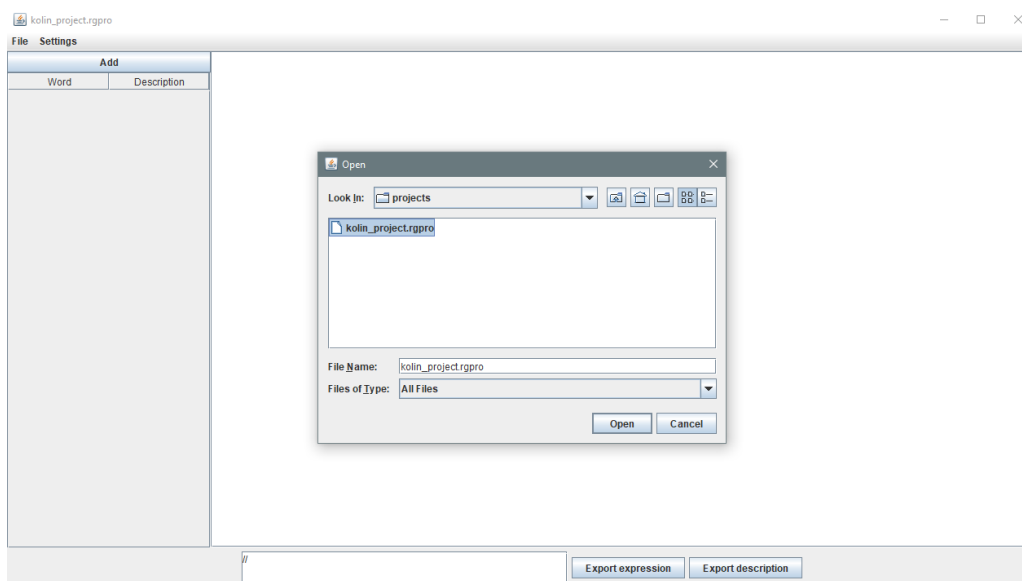 kolin_project.rgpro
File Settings
Add
Word Description
Open
Look In: projects
kolin_project.rgpro
File Name: kolin_project.rgpro
Files of Type: All Files
Open Cancel
//
Export expression Export description